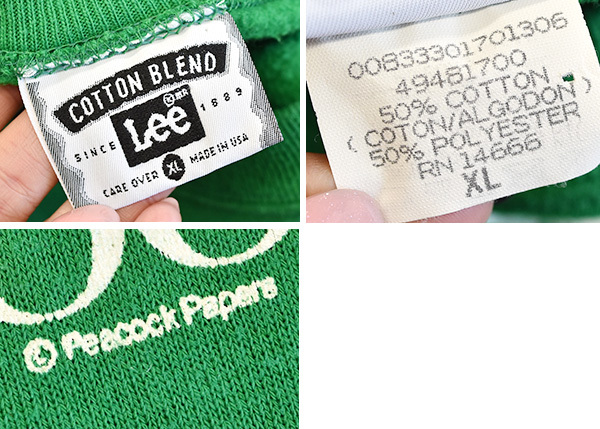 COTTON BLEND
Lee
SINCE 1889
CARE OVER XL MADE IN USA
00833301701306
49481700
50% COTTON
(COTON/ALGODON)
50% POLYESTER
RN 14666
XL
© Peacock Papers